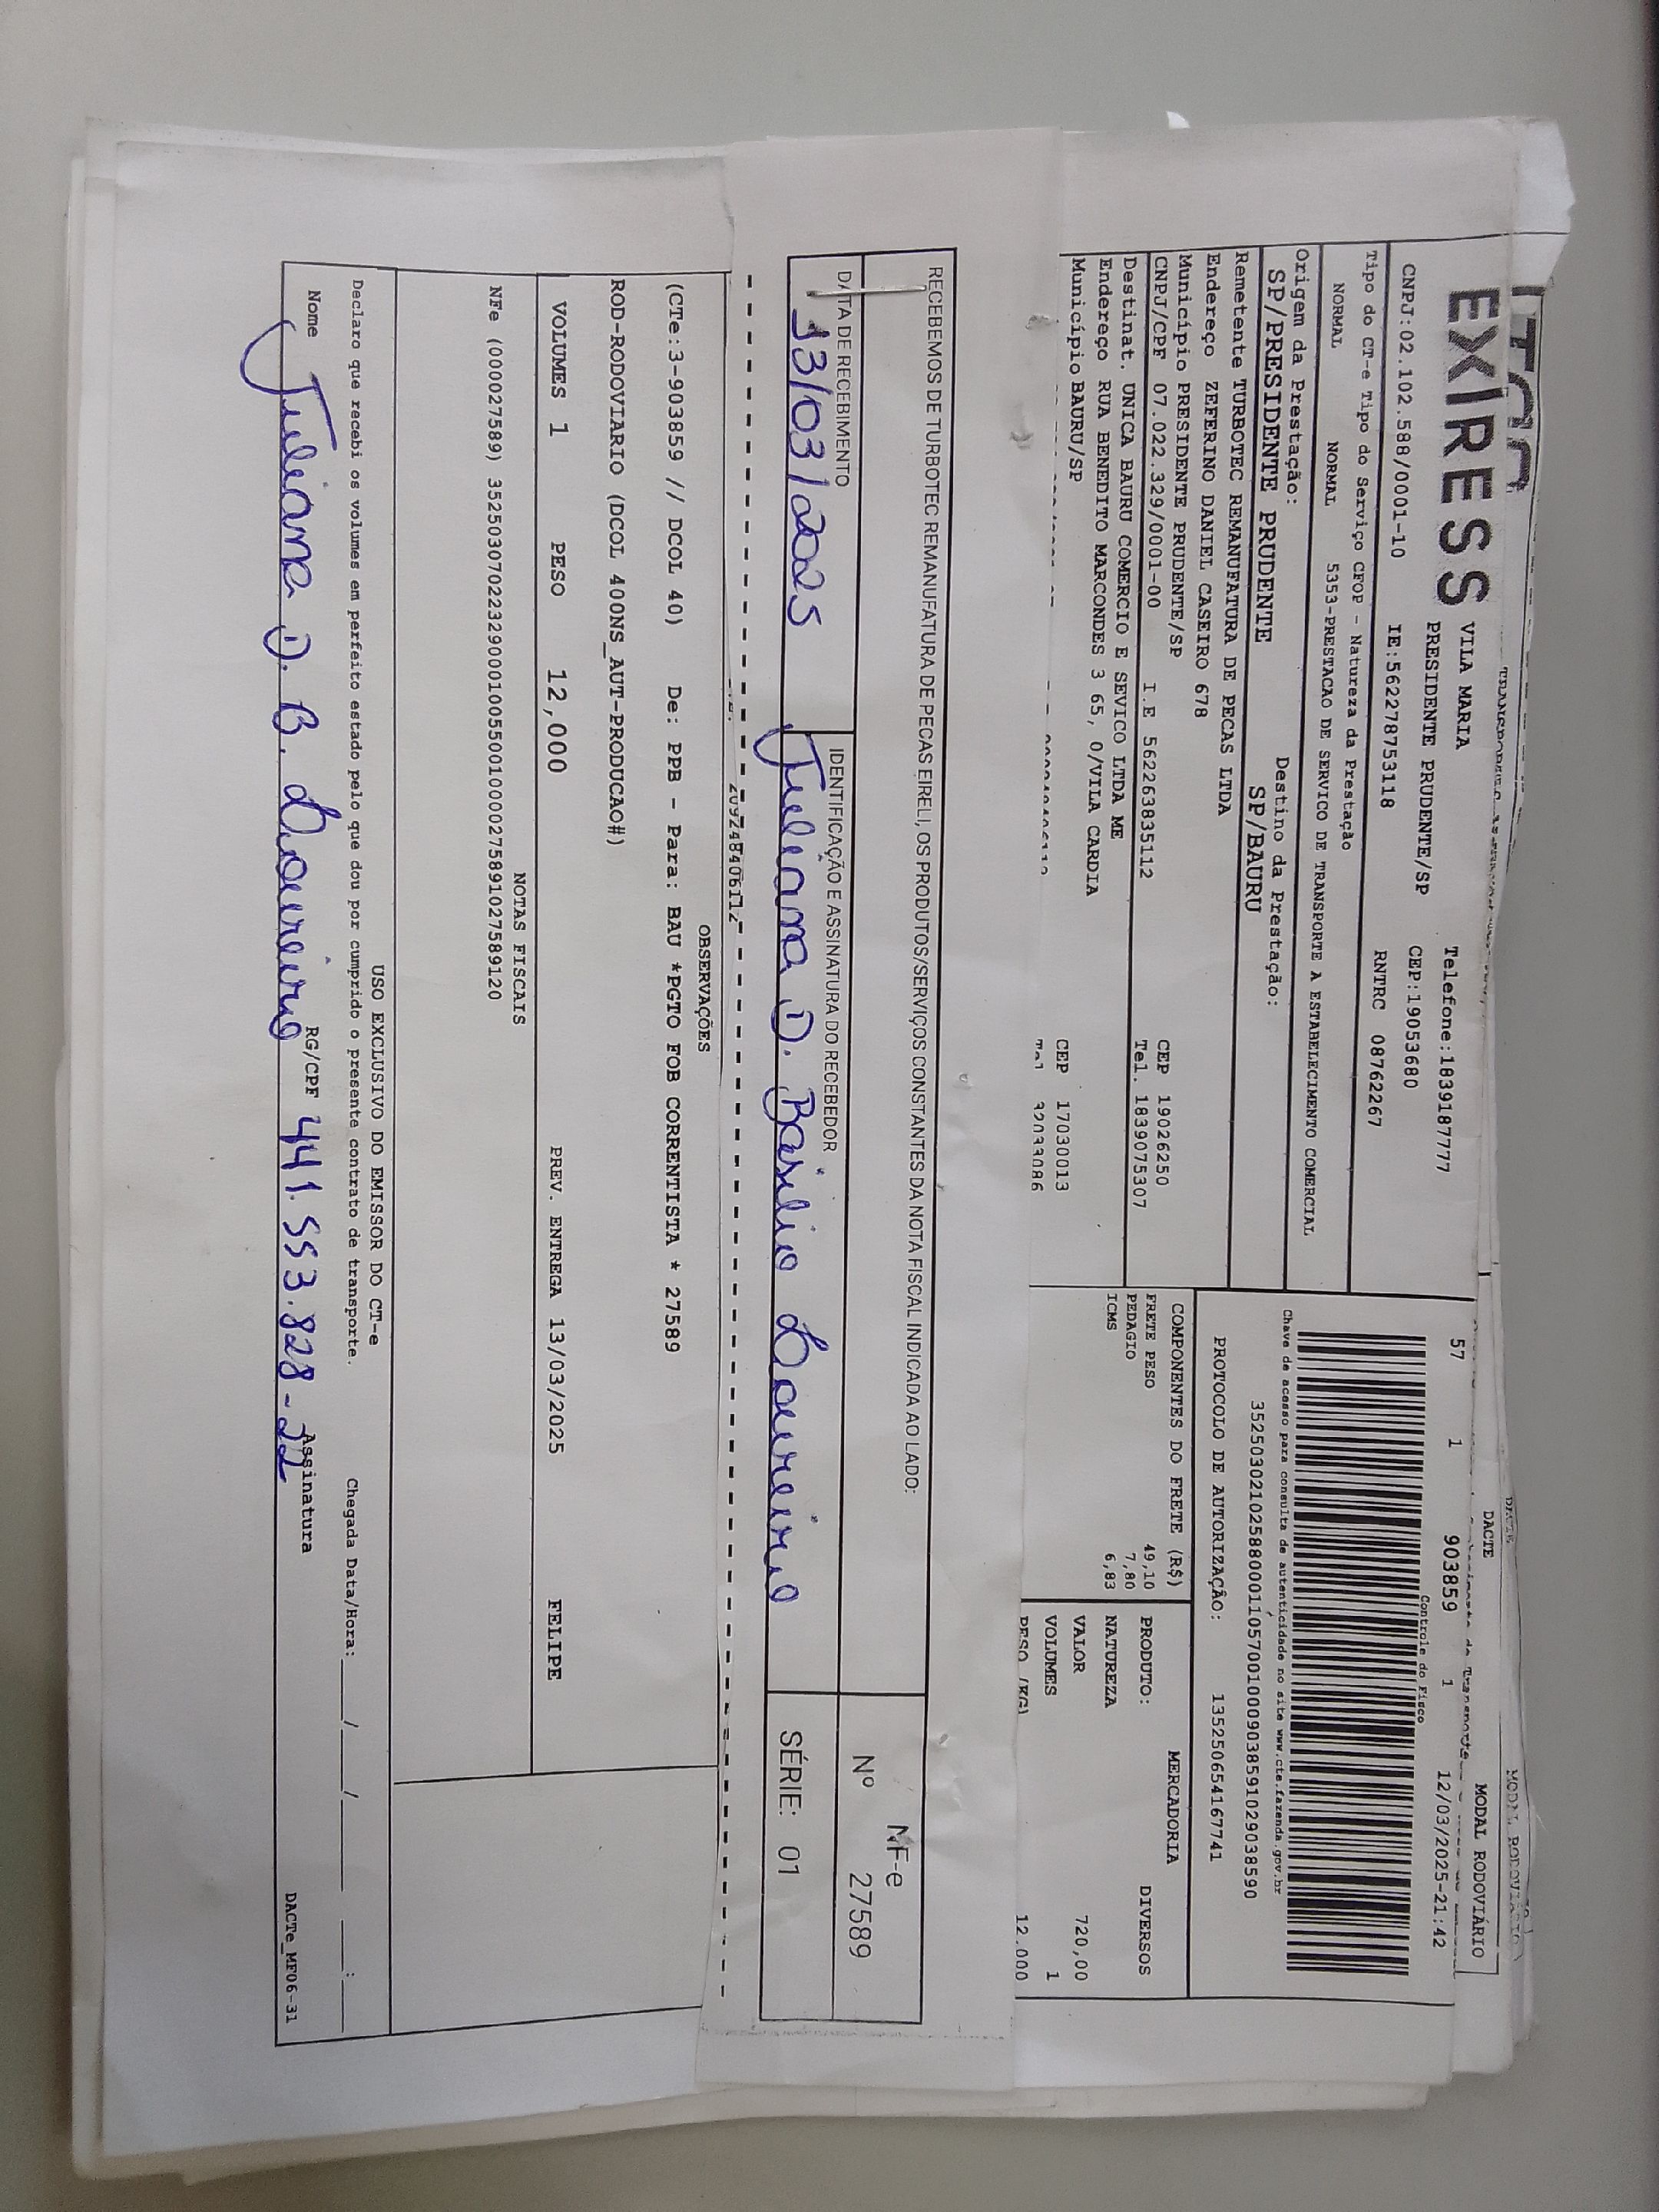 EXPRESS
VILA MARIA
PRESIDENTE PRUDENTE/SP
Telefone:1839187777
CEP:19053680
CNPJ:02.102.588/0001-10 IE:562278753118 RNTRC 08762267
DACTE MODAL RODOVIÁRIO
57 1 903859 1 12/03/2025-21:42
Controle do Fisco
Tipo do CT-e Tipo do Serviço CFOP - Natureza da Prestação
NORMAL NORMAL 5353-PRESTACAO DE SERVICO DE TRANSPORTE A ESTABELECIMENTO COMERCIAL
Chave de acesso para consulta de autenticidade no site www.cte.fazenda.gov.br
35250302102588000110570010009038591029038590
Origem da Prestação: Destino da Prestação:
SP/PRESIDENTE PRUDENTE SP/BAURU
PROTOCOLO DE AUTORIZAÇÃO: 135250654167741
Remetente TURBOTEC REMANUFATURA DE PECAS LTDA
Endereço ZEFERINO DANIEL CASEIRO 678
Município PRESIDENTE PRUDENTE/SP CEP 19026250
CNPJ/CPF 07.022.329/0001-00 I.E 562263835112 Tel. 1839075307
Destinat. UNICA BAURU COMERCIO E SEVICO LTDA ME
Endereço RUA BENEDITO MARCONDES 3 65, 0/VILA CARDIA
Município BAURU/SP CEP 17030013
Tel 32033086
COMPONENTES DO FRETE (R$)
FRETE PESO 49,10
PEDAGIO 7,80
ICMS 6,83
MERCADORIA
PRODUTO: DIVERSOS
NATUREZA
VALOR 720,00
VOLUMES 1
PESO (KG) 12.000
RECEBEMOS DE TURBOTEC REMANUFATURA DE PECAS EIRELI, OS PRODUTOS/SERVIÇOS CONSTANTES DA NOTA FISCAL INDICADA AO LADO:
NF-e
Nº 27589
SÉRIE: 01
DATA DE RECEBIMENTO IDENTIFICAÇÃO E ASSINATURA DO RECEBEDOR
13/03/2025 Juliana D. Basilio Loureiro
209248406112
OBSERVAÇÕES
(CTe:3-903859 // DCOL 40) De: PPB - Para: BAU *PGTO FOB CORRENTISTA * 27589
ROD-RODOVIARIO (DCOL 400NS_AUT-PRODUCAO#)
VOLUMES 1 PESO 12,000 PREV. ENTREGA 13/03/2025 FELIPE
NOTAS FISCAIS
NFe (000027589) 35250307022329000100550010000275891027589120
USO EXCLUSIVO DO EMISSOR DO CT-e
Declaro que recebi os volumes em perfeito estado pelo que dou por cumprido o presente contrato de transporte. Chegada Data/Hora: ____/____/______ ___:___
Nome Juliana D. B. Loureiro RG/CPF 441.553.828-22 Assinatura
DACTe_MF06-31